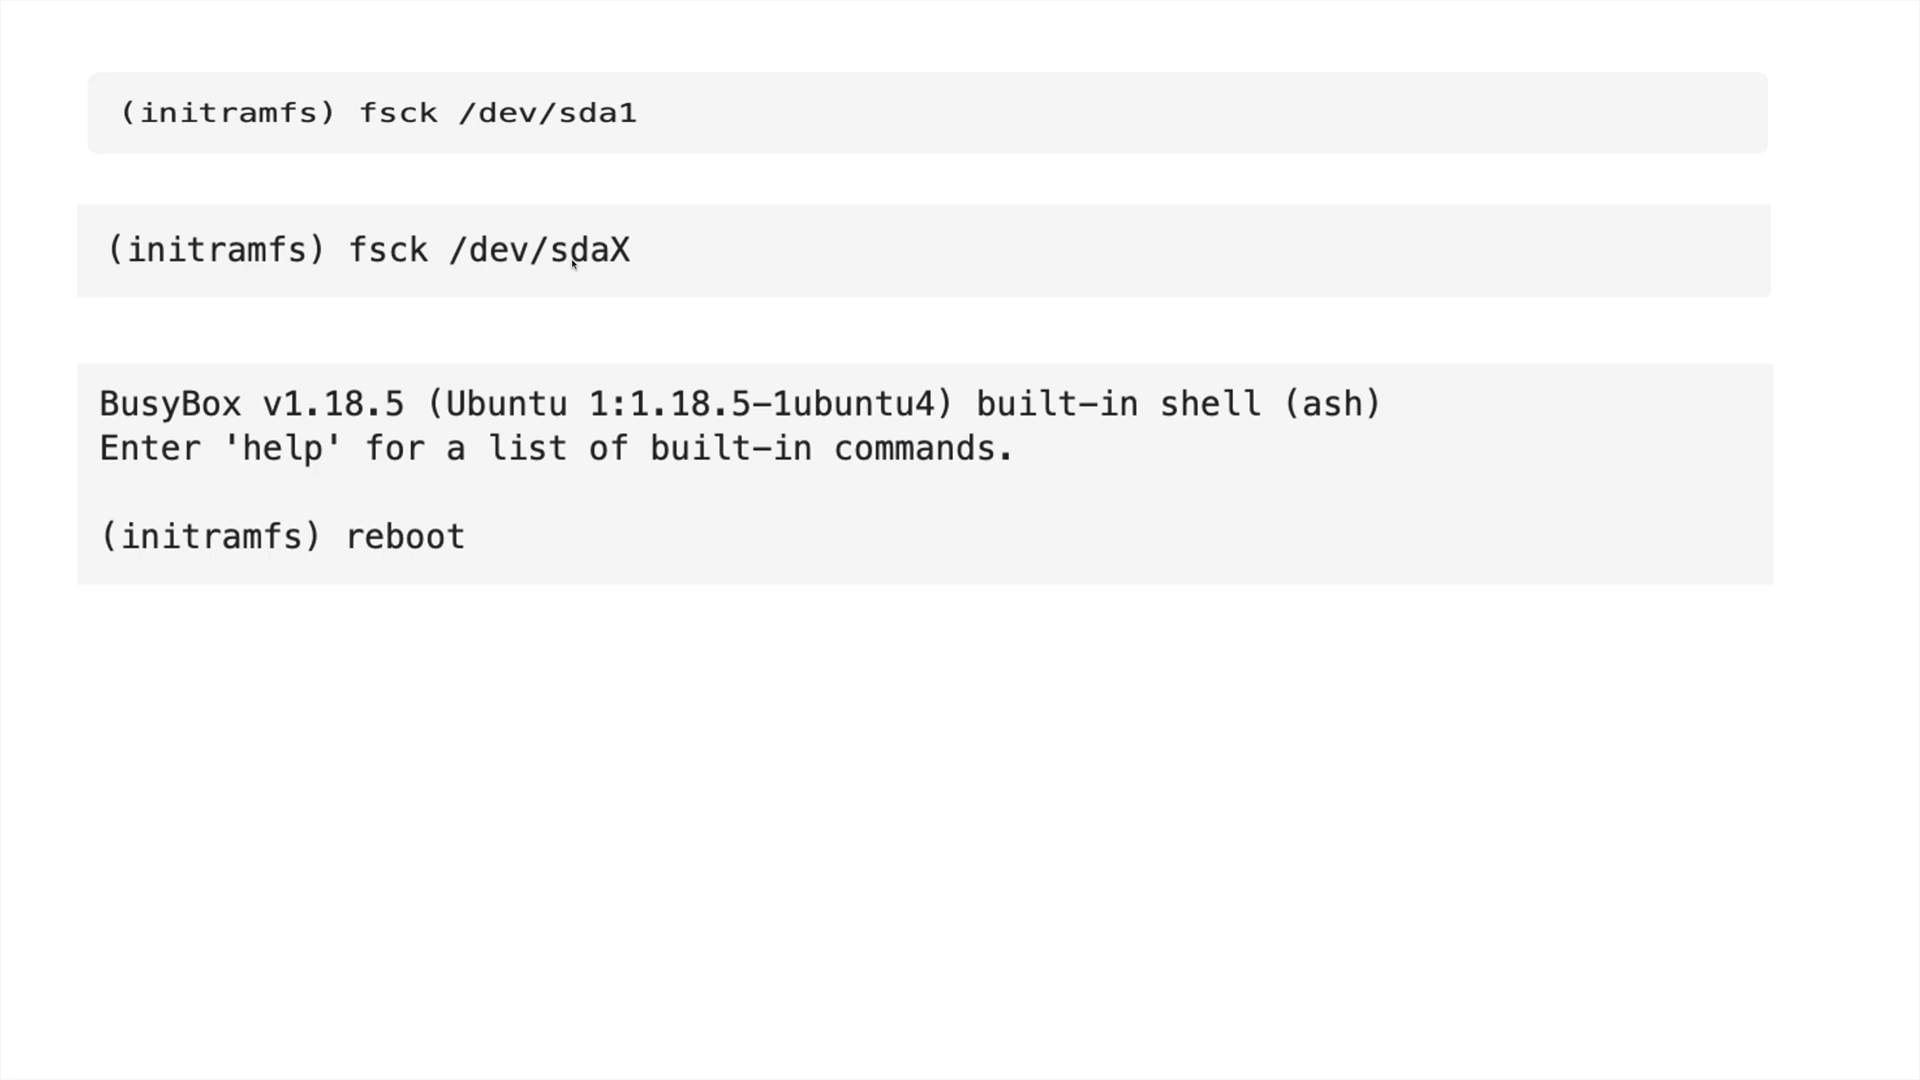 (initramfs) fsck /dev/sda1
(initramfs) fsck /dev/sdaX
BusyBox v1.18.5 (Ubuntu 1:1.18.5-1ubuntu4) built-in shell (ash)
Enter 'help' for a list of built-in commands.
(initramfs) reboot